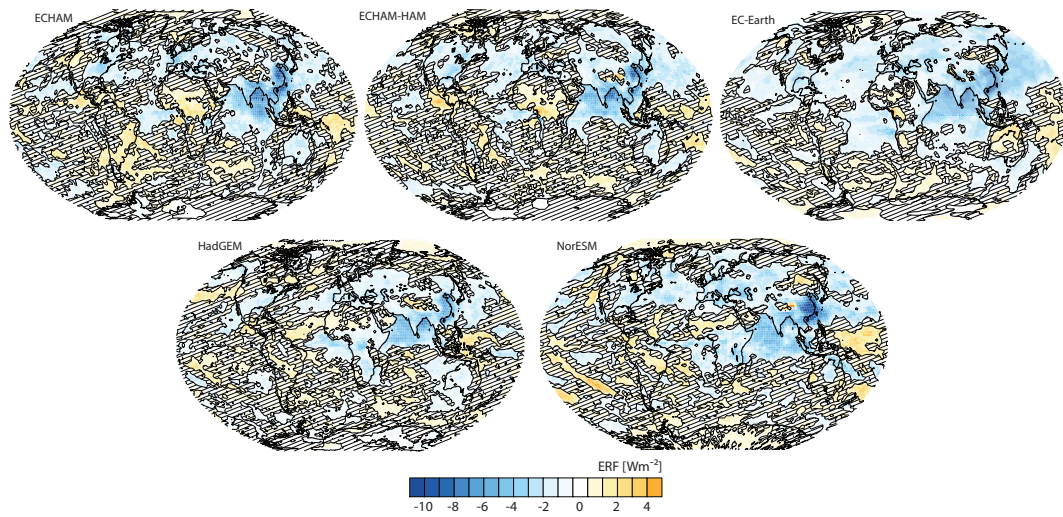 ECHAM
ECHAM-HAM
EC-Earth
HadGEM
NorESM
ERF [Wm⁻²]
-10 -8 -6 -4 -2 0 2 4